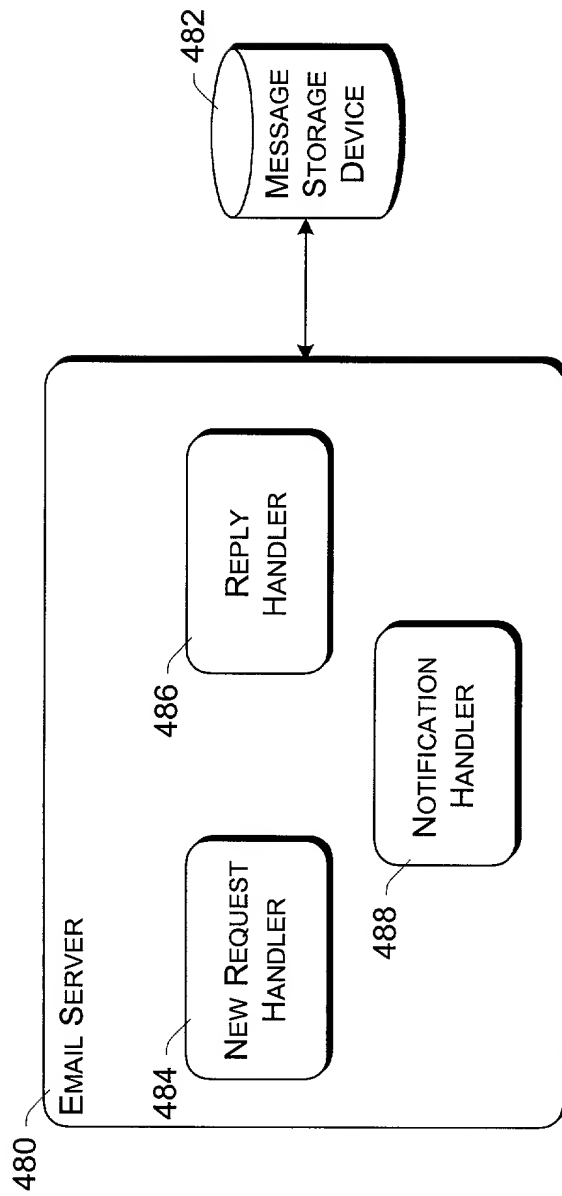 480
EMAIL SERVER
484
NEW REQUEST
HANDLER
486
REPLY
HANDLER
488
NOTIFICATION
HANDLER
482
MESSAGE
STORAGE
DEVICE